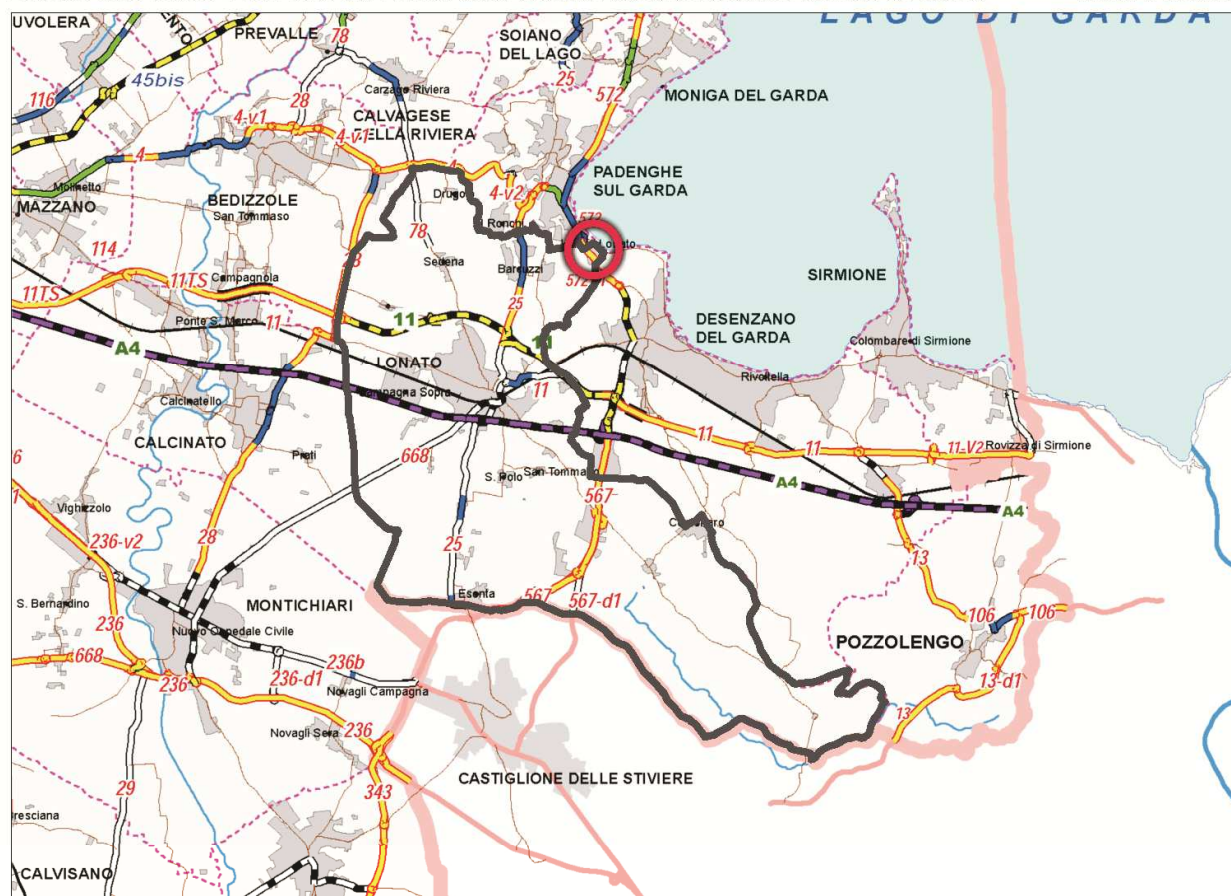 LAGO DI GARDA
UVOLERA
PREVALLE
78
SOIANO
DEL LAGO
25
45bis
116
28
Carzago Riviera
572
MONIGA DEL GARDA
4-v1
CALVAGESE
DELLA RIVIERA
4-v1
4
4
PADENGHE
SUL GARDA
Molinetto
MAZZANO
BEDIZZOLE
San Tommaso
Drugo
4-v2
Ronchi
572
Lonato
78
Sedena
Barcuzzi
572
SIRMIONE
114
11TS
11TS
Campagnola
25
Ponte S. Marco
11
11
11
DESENZANO
DEL GARDA
Colombare di Sirmione
A4
LONATO
Campagna Sopra
11
Rivoltella
Calcinatello
CALCINATO
668
11
11
11-V2
Rovizza di Sirmione
Prati
S. Polo
San Tomma
A4
A4
Vighizzolo
236-v2
28
25
567
13
S. Bernardino
236
MONTICHIARI
Esenta
567
567-d1
106
106
Nuovo Ospedale Civile
POZZOLENGO
668
236
236-d1
236b
Novagli Campagna
13-d1
13
Novagli Sera
236
CASTIGLIONE DELLE STIVIERE
29
343
resciana
CALVISANO